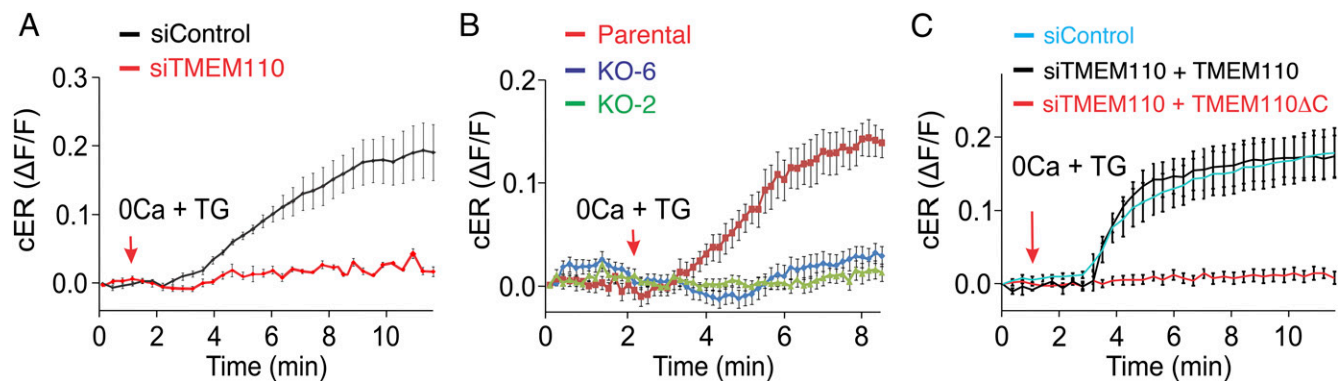 A
siControl
siTMEM110
cER (ΔF/F)
0.3
0.2
0.1
0.0
0Ca + TG
0 2 4 6 8 10
Time (min)
B
Parental
KO-6
KO-2
cER (ΔF/F)
0.2
0.1
0.0
0Ca + TG
0 2 4 6 8
Time (min)
C
siControl
siTMEM110 + TMEM110
siTMEM110 + TMEM110ΔC
cER (ΔF/F)
0.2
0.1
0.0
0Ca + TG
0 2 4 6 8 10
Time (min)